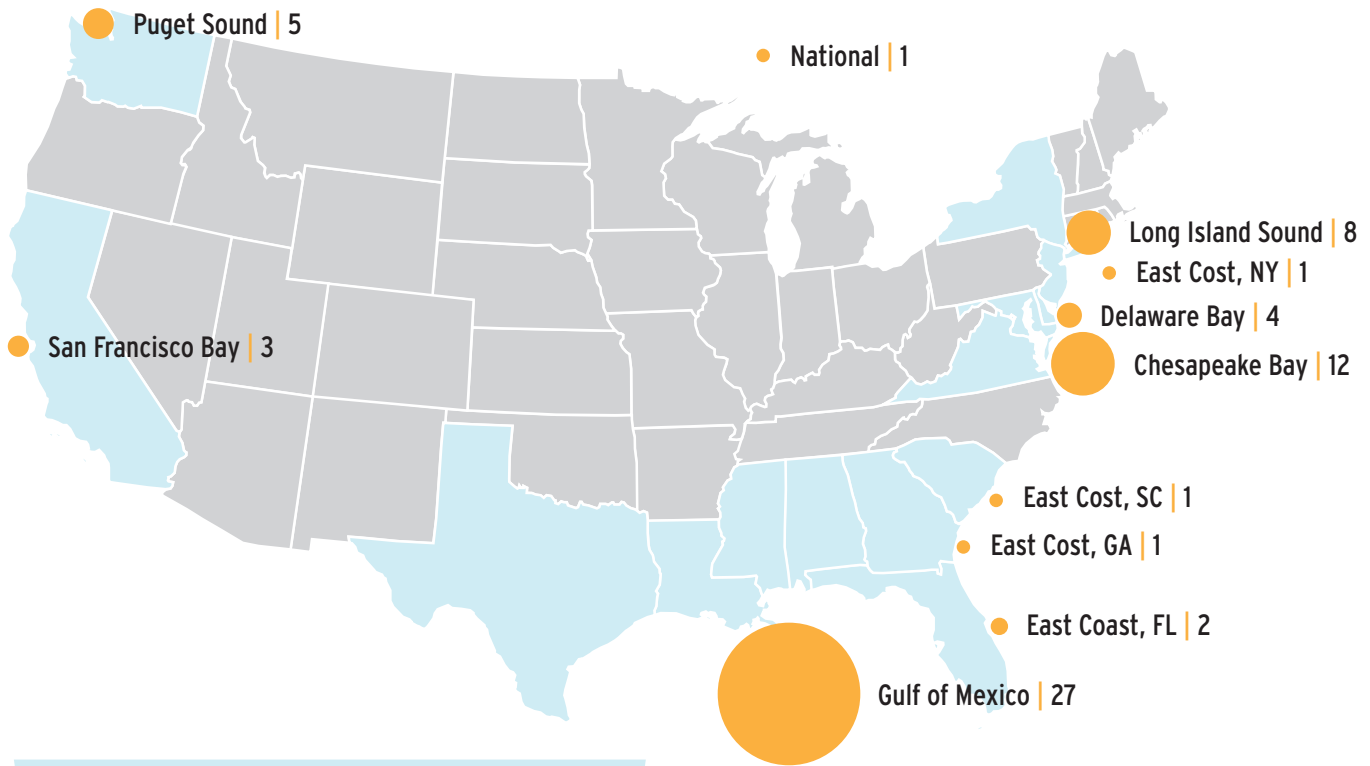 Puget Sound | 5
National | 1
Long Island Sound | 8
East Cost, NY | 1
Delaware Bay | 4
San Francisco Bay | 3
Chesapeake Bay | 12
East Cost, SC | 1
East Cost, GA | 1
East Coast, FL | 2
Gulf of Mexico | 27